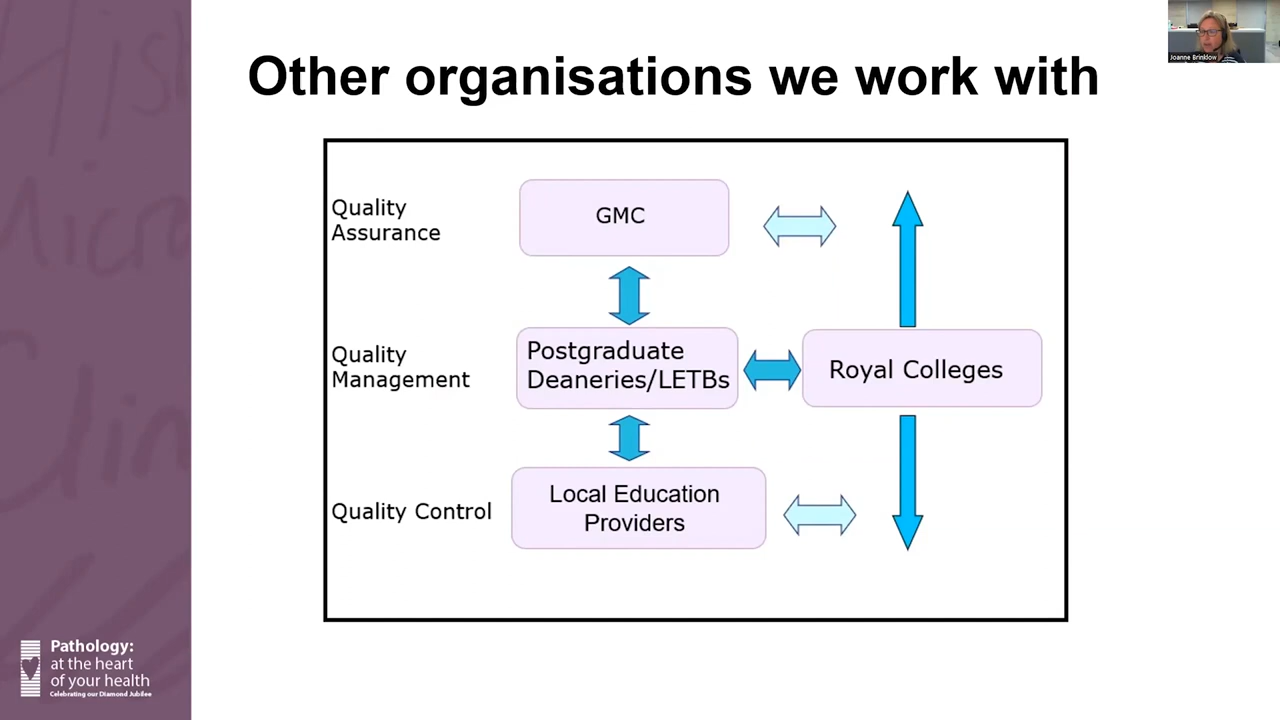 Other organisations we work with
Joanne Brinklow
Quality
Assurance
GMC
Quality
Management
Postgraduate
Deaneries/LETBs
Royal Colleges
Quality Control
Local Education
Providers
Pathology:
at the heart
of your health
Celebrating our Diamond Jubilee